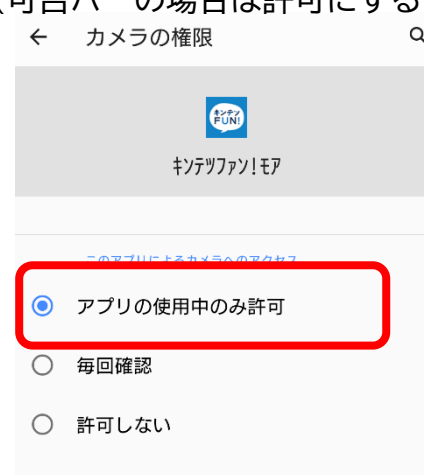 の場合は許可にする
カメラの権限
キンテツ
FUN!
ｷﾝﾃﾂﾌｧﾝ!ﾓｱ
このアプリによるカメラへのアクセス
アプリの使用中のみ許可
毎回確認
許可しない